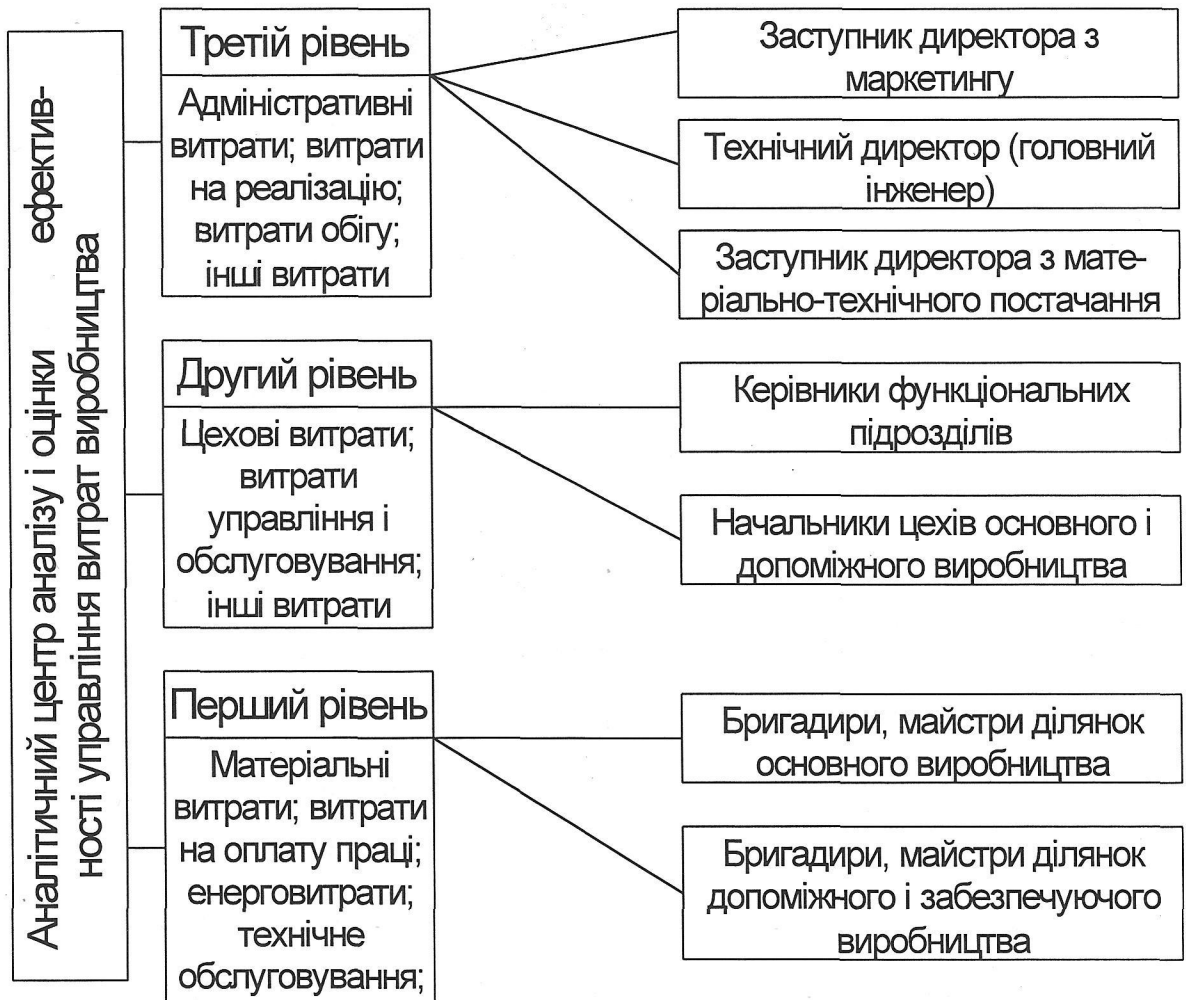 Аналітичний центр аналізу і оцінки ефектив-
ності управління витрат виробництва
Третій рівень
Адміністративні
витрати; витрати
на реалізацію;
витрати обігу;
інші витрати
Заступник директора з
маркетингу
Технічний директор (головний
інженер)
Заступник директора з мате-
ріально-технічного постачання
Другий рівень
Цехові витрати;
витрати
управління і
обслуговування;
інші витрати
Керівники функціональних
підрозділів
Начальники цехів основного і
допоміжного виробництва
Перший рівень
Матеріальні
витрати; витрати
на оплату праці;
енерговитрати;
технічне
обслуговування;
Бригадири, майстри ділянок
основного виробництва
Бригадири, майстри ділянок
допоміжного і забезпечуючого
виробництва